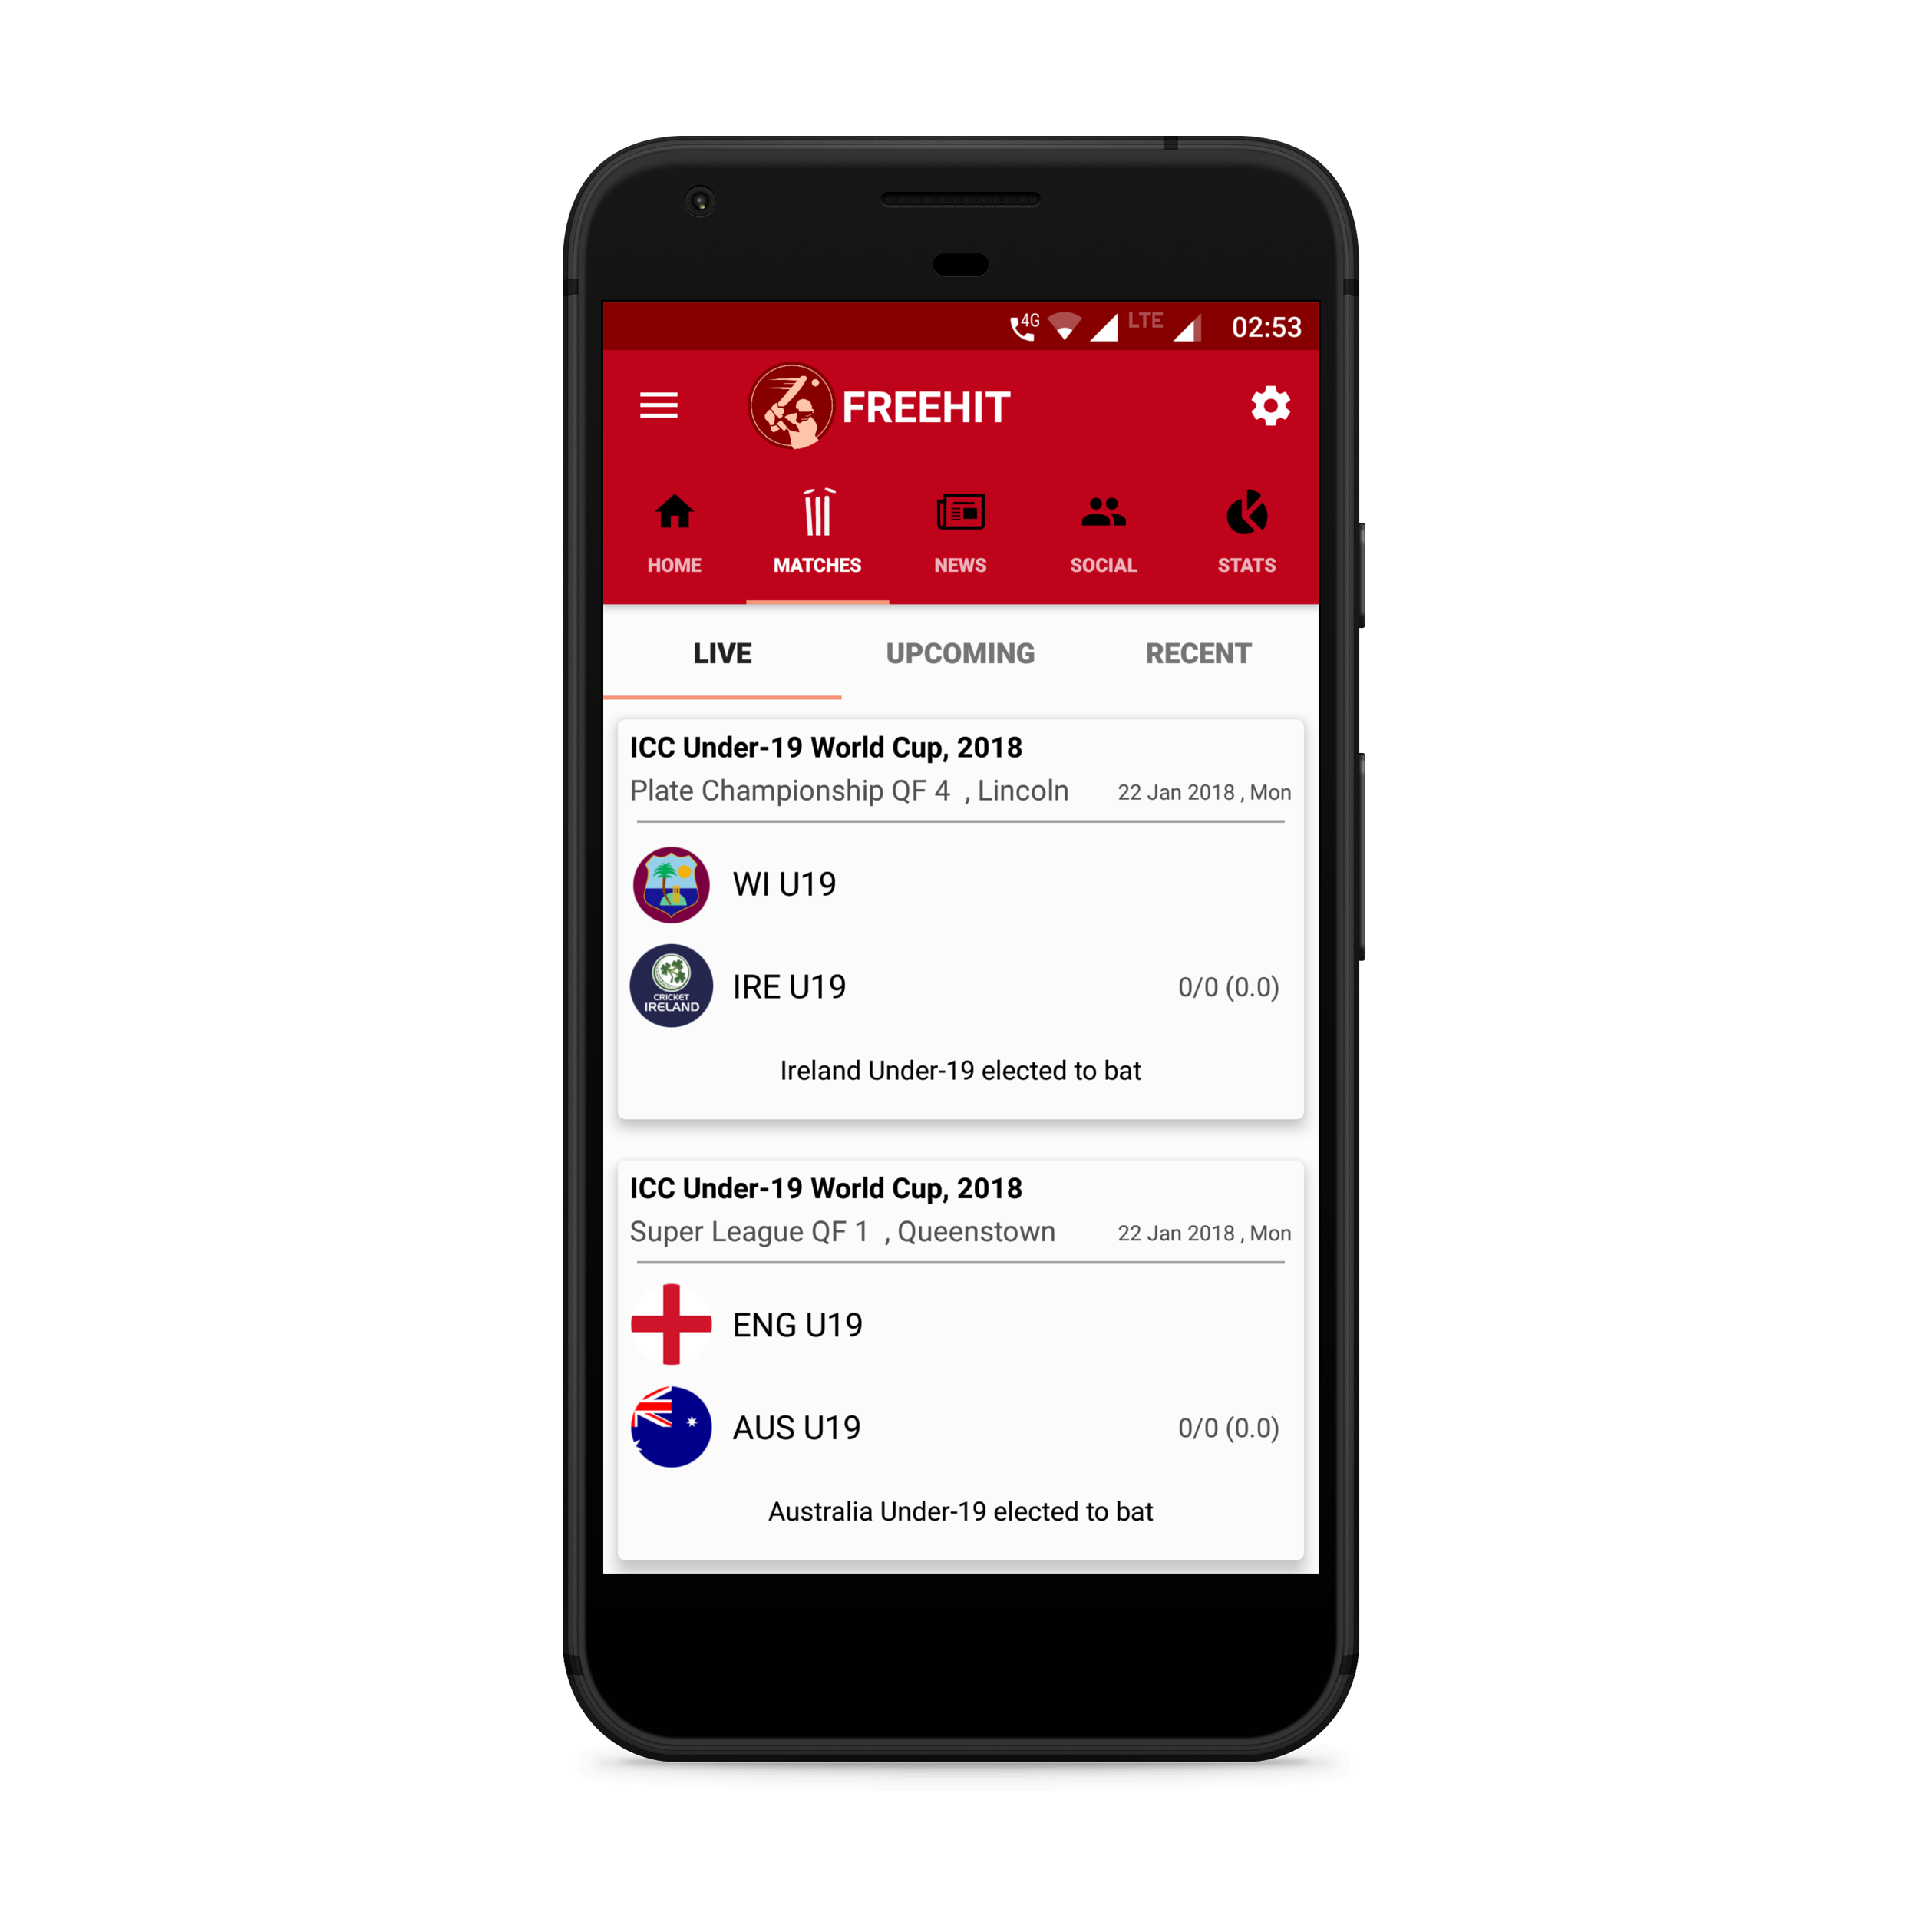 4G LTE 02:53
FREEHIT
HOME MATCHES NEWS SOCIAL STATS
LIVE UPCOMING RECENT
ICC Under-19 World Cup, 2018
Plate Championship QF 4 , Lincoln 22 Jan 2018 , Mon
WI U19
CRICKET
IRELAND
IRE U19 0/0 (0.0)
Ireland Under-19 elected to bat
ICC Under-19 World Cup, 2018
Super League QF 1 , Queenstown 22 Jan 2018 , Mon
ENG U19
AUS U19 0/0 (0.0)
Australia Under-19 elected to bat